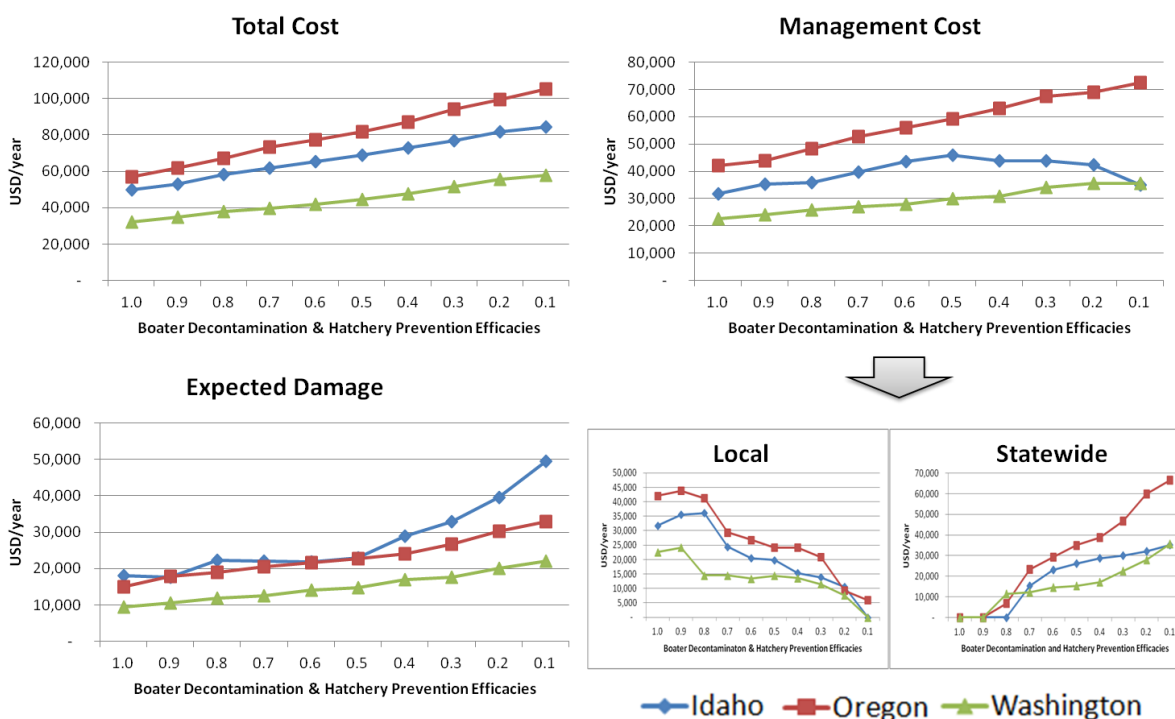 Total Cost
120,000
100,000
80,000
60,000
40,000
20,000
-
USD/year
1.0 0.9 0.8 0.7 0.6 0.5 0.4 0.3 0.2 0.1
Boater Decontamination & Hatchery Prevention Efficacies
Management Cost
80,000
70,000
60,000
50,000
40,000
30,000
20,000
10,000
-
USD/year
1.0 0.9 0.8 0.7 0.6 0.5 0.4 0.3 0.2 0.1
Boater Decontamination & Hatchery Prevention Efficacies
Expected Damage
60,000
50,000
40,000
30,000
20,000
10,000
-
USD/year
1.0 0.9 0.8 0.7 0.6 0.5 0.4 0.3 0.2 0.1
Boater Decontamination & Hatchery Prevention Efficacies
Local
50,000
45,000
40,000
35,000
30,000
25,000
20,000
15,000
10,000
5,000
-
USD/year
1.0 0.9 0.8 0.7 0.6 0.5 0.4 0.3 0.2 0.1
Boater Decontaminaton & Hatchery Prevention Efficacies
Statewide
70,000
60,000
50,000
40,000
30,000
20,000
10,000
-
USD/year
1.0 0.9 0.8 0.7 0.6 0.5 0.4 0.3 0.2 0.1
Boater Decontamination and Hatchery Prevention Efficacies
Idaho Oregon Washington